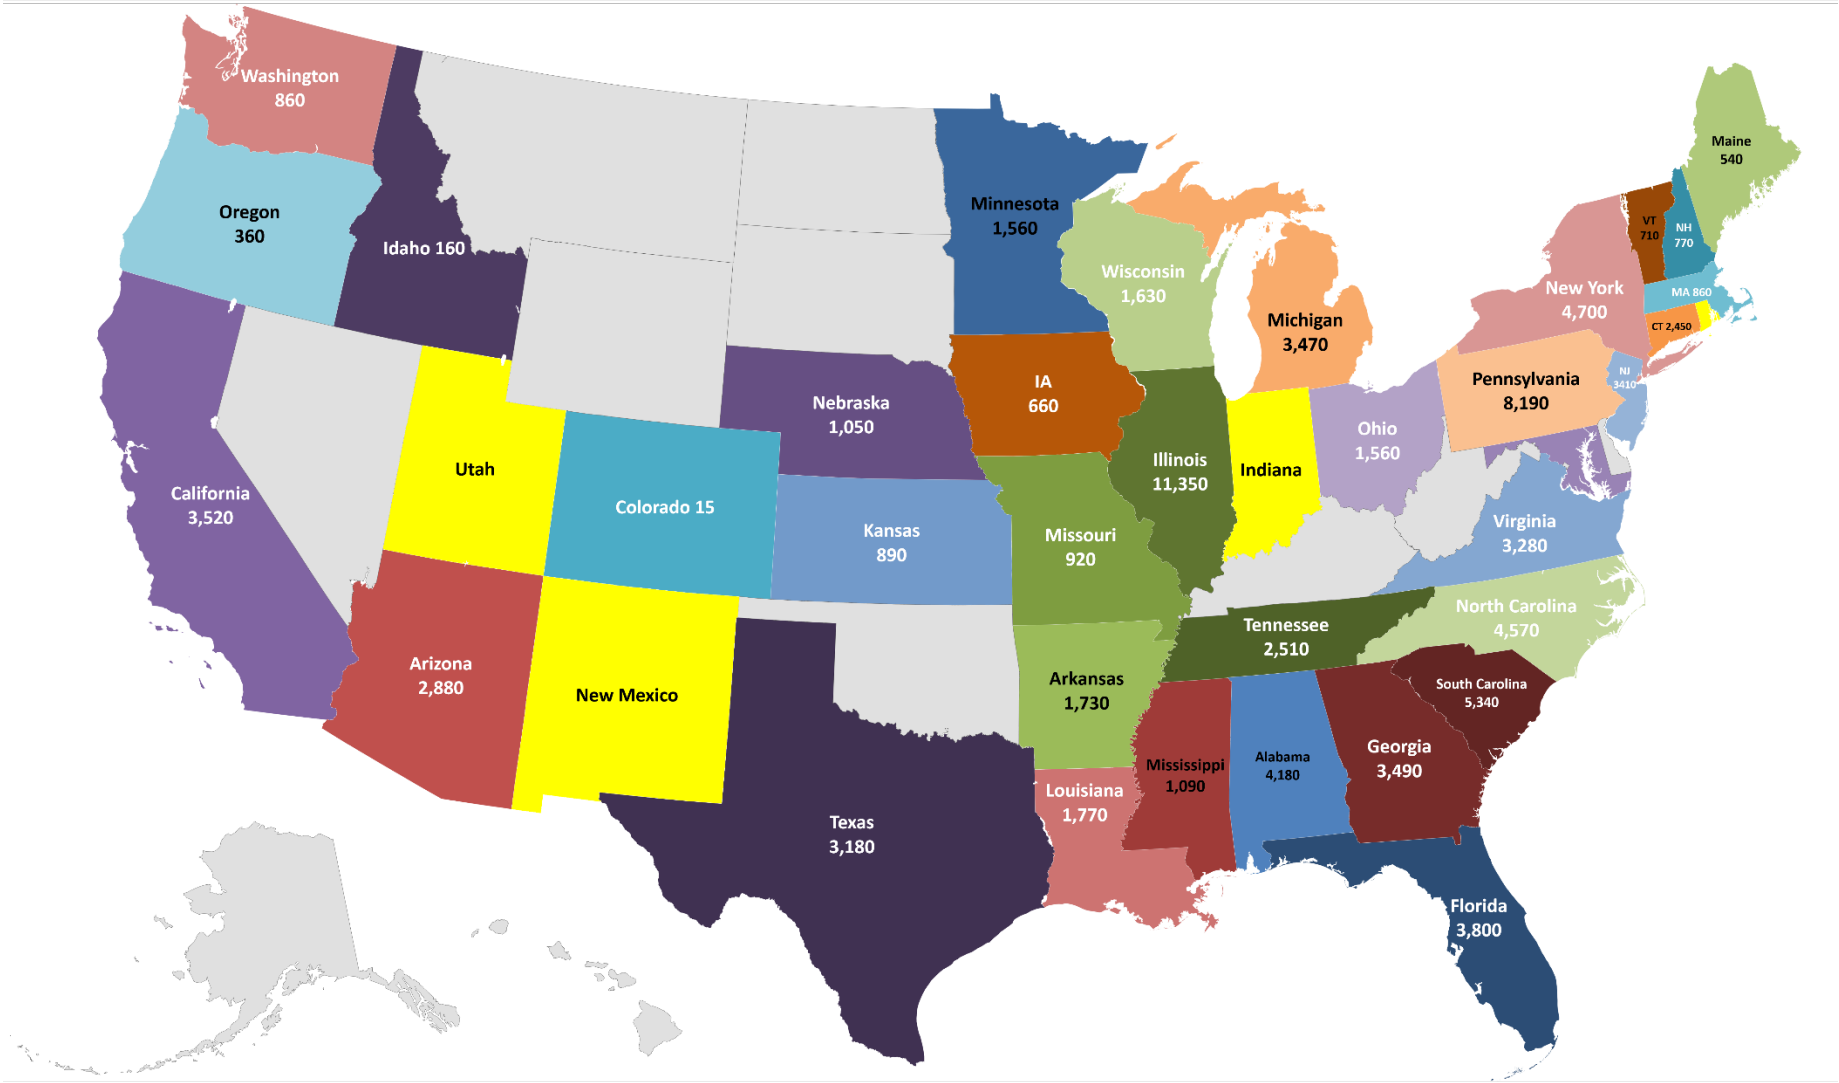 Washington
860
Oregon
360
Idaho 160
California
3,520
Utah
Colorado 15
Arizona
2,880
New Mexico
Texas
3,180
Nebraska
1,050
Kansas
890
Minnesota
1,560
IA
660
Missouri
920
Arkansas
1,730
Louisiana
1,770
Wisconsin
1,630
Illinois
11,350
Michigan
3,470
Indiana
Ohio
1,560
Tennessee
2,510
Mississippi
1,090
Alabama
4,180
Georgia
3,490
Florida
3,800
South Carolina
5,340
North Carolina
4,570
Virginia
3,280
Pennsylvania
8,190
NJ
3410
New York
4,700
CT 2,450
MA 860
VT
710
NH
770
Maine
540